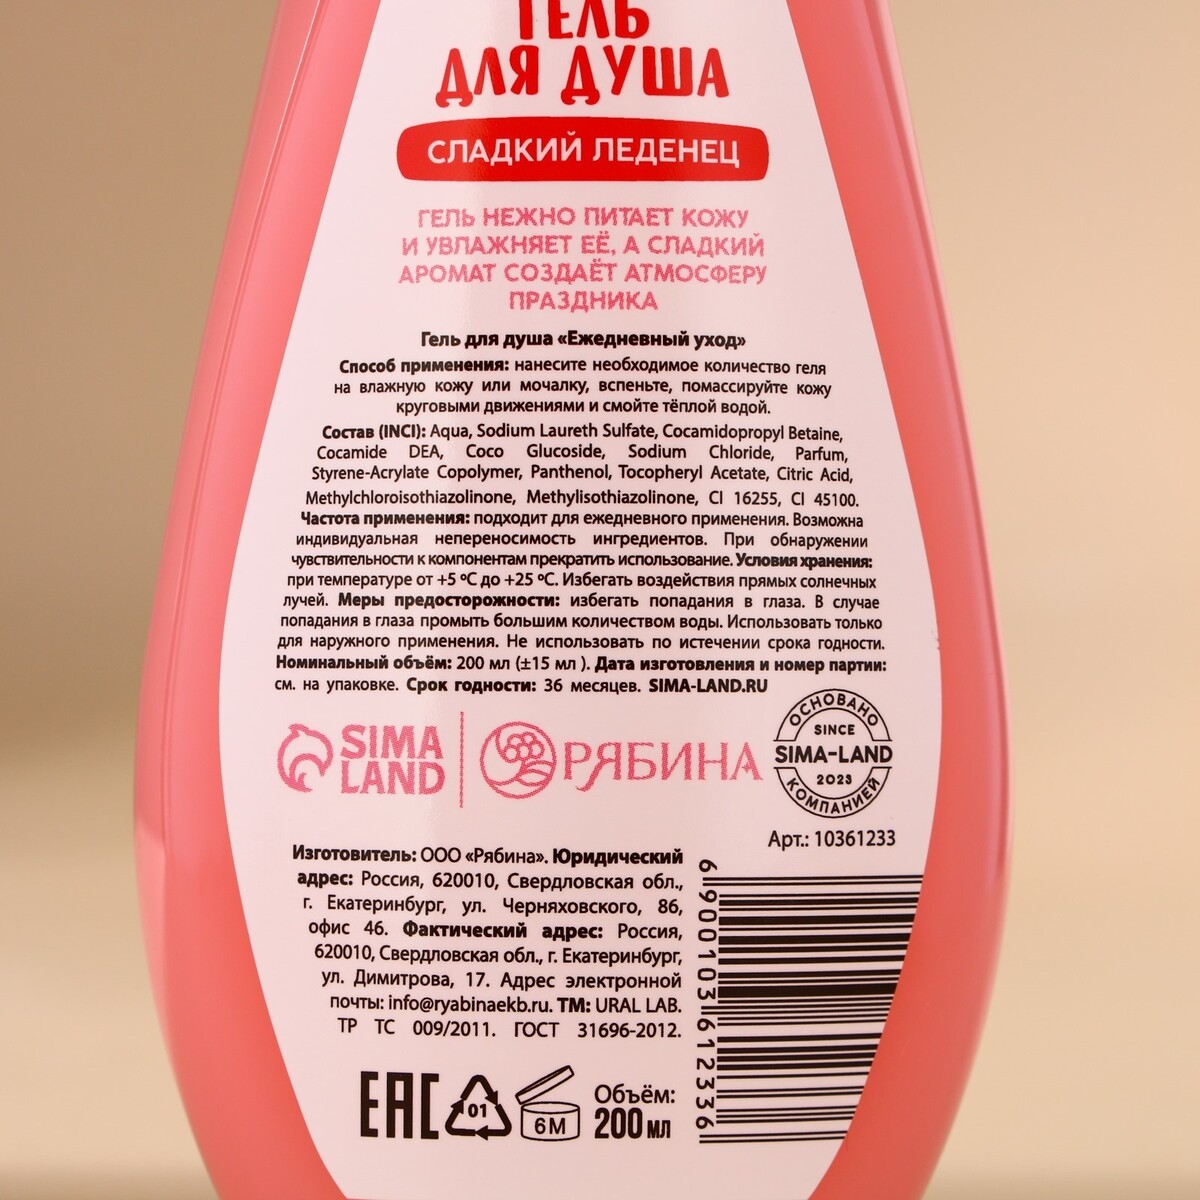 ГЕЛЬ
ДЛЯ ДУША
СЛАДКИЙ ЛЕДЕНЕЦ
ГЕЛЬ НЕЖНО ПИТАЕТ КОЖУ
И УВЛАЖНЯЕТ ЕЁ, А СЛАДКИЙ
АРОМАТ СОЗДАЁТ АТМОСФЕРУ
ПРАЗДНИКА
Гель для душа «Ежедневный уход»
Способ применения: нанесите необходимое количество геля
на влажную кожу или мочалку, вспеньте, помассируйте кожу
круговыми движениями и смойте тёплой водой.
Состав (INCI): Aqua, Sodium Laureth Sulfate, Cocamidopropyl Betaine,
Cocamide DEA, Coco Glucoside, Sodium Chloride, Parfum,
Styrene-Acrylate Copolymer, Panthenol, Tocopheryl Acetate, Citric Acid,
Methylchloroisothiazolinone, Methylisothiazolinone, CI 16255, CI 45100.
Частота применения: подходит для ежедневного применения. Возможна
индивидуальная непереносимость ингредиентов. При обнаружении
чувствительности к компонентам прекратить использование. Условия хранения:
при температуре от +5 ºC до +25 ºC. Избегать воздействия прямых солнечных
лучей. Меры предосторожности: избегать попадания в глаза. В случае
попадания в глаза промыть большим количеством воды. Использовать только
для наружного применения. Не использовать по истечении срока годности.
Номинальный объём: 200 мл (±15 мл ). Дата изготовления и номер партии:
см. на упаковке. Срок годности: 36 месяцев. SIMA-LAND.RU
SIMA
LAND
РЯБИНА
ОСНОВАНО
SINCE
SIMA-LAND
2023
КОМПАНИЕЙ
Арт.: 10361233
Изготовитель: ООО «Рябина». Юридический
адрес: Россия, 620010, Свердловская обл.,
г. Екатеринбург, ул. Черняховского, 86,
офис 46. Фактический адрес: Россия,
620010, Свердловская обл., г. Екатеринбург,
ул. Димитрова, 17. Адрес электронной
почты: info@ryabinaekb.ru. ТМ: URAL LAB.
ТР ТС 009/2011. ГОСТ 31696-2012.
6 900103 612336
EAC
01
6M
Объём:
200 мл